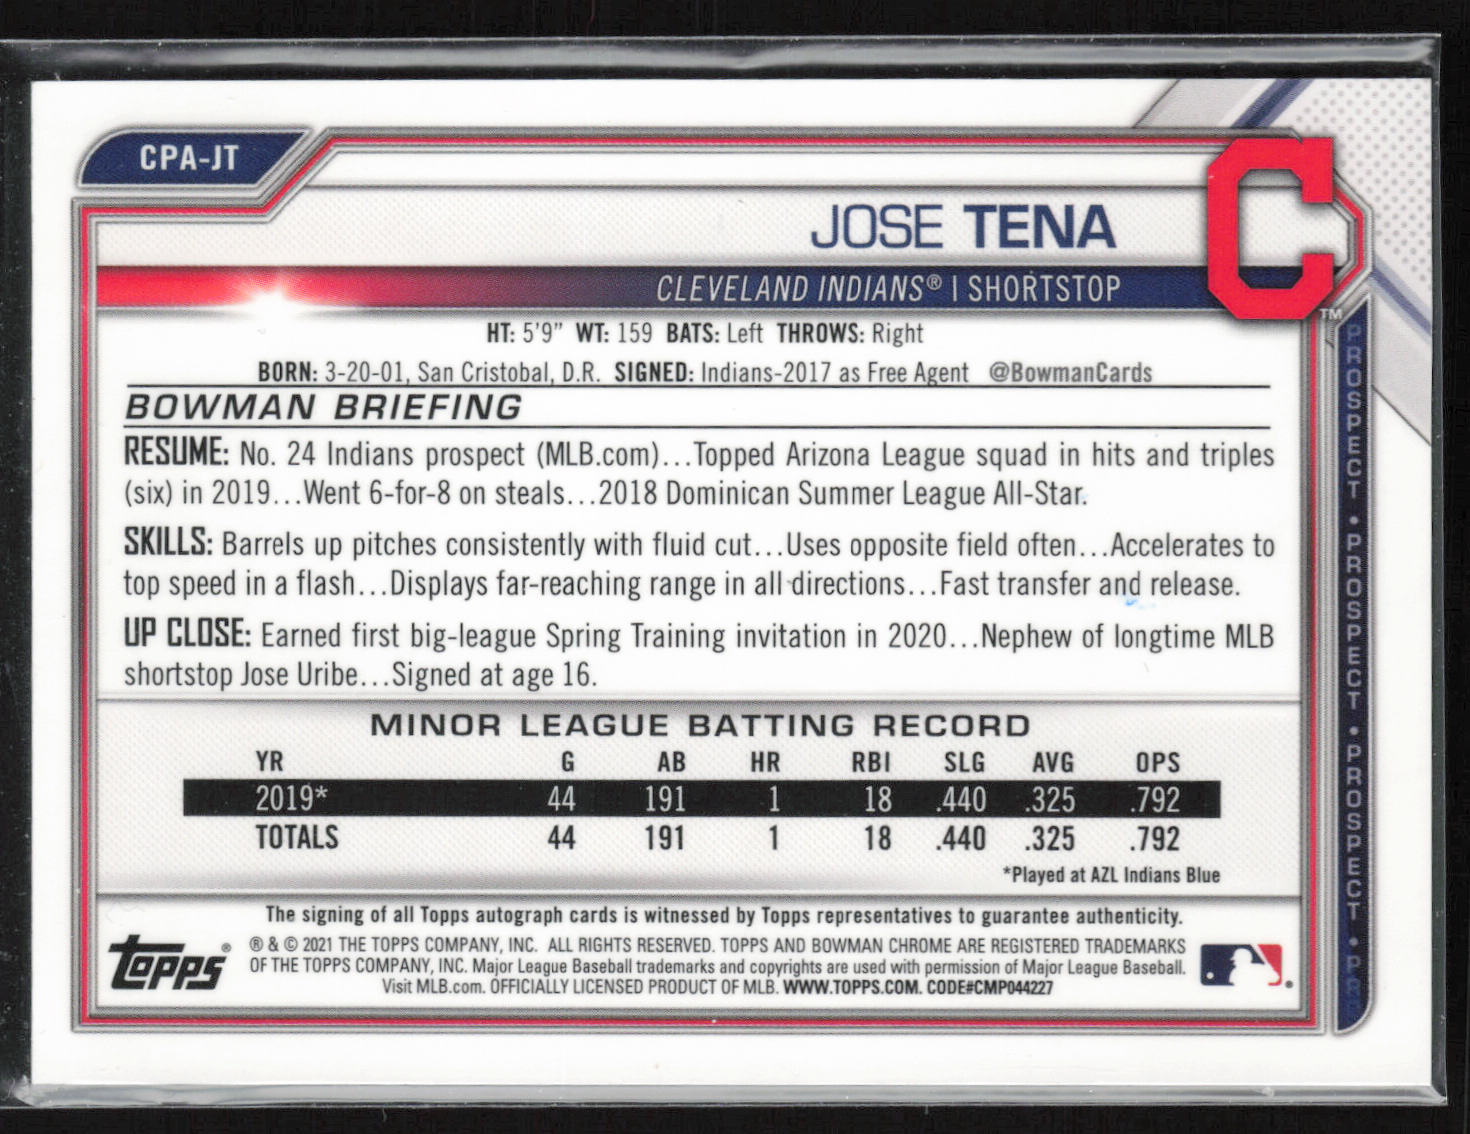 CPA-JT
JOSE TENA
CLEVELAND INDIANS® | SHORTSTOP
C
TM
HT: 5'9" WT: 159 BATS: Left THROWS: Right
BORN: 3-20-01, San Cristobal, D.R. SIGNED: Indians-2017 as Free Agent @BowmanCards
BOWMAN BRIEFING
RESUME: No. 24 Indians prospect (MLB.com)...Topped Arizona League squad in hits and triples
(six) in 2019...Went 6-for-8 on steals...2018 Dominican Summer League All-Star.
SKILLS: Barrels up pitches consistently with fluid cut...Uses opposite field often...Accelerates to
top speed in a flash...Displays far-reaching range in all directions...Fast transfer and release.
UP CLOSE: Earned first big-league Spring Training invitation in 2020...Nephew of longtime MLB
shortstop Jose Uribe...Signed at age 16.
MINOR LEAGUE BATTING RECORD
YR G AB HR RBI SLG AVG OPS
2019* 44 191 1 18 .440 .325 .792
TOTALS 44 191 1 18 .440 .325 .792
*Played at AZL Indians Blue
The signing of all Topps autograph cards is witnessed by Topps representatives to guarantee authenticity.
Topps®
® & © 2021 THE TOPPS COMPANY, INC. ALL RIGHTS RESERVED. TOPPS AND BOWMAN CHROME ARE REGISTERED TRADEMARKS
OF THE TOPPS COMPANY, INC. Major League Baseball trademarks and copyrights are used with permission of Major League Baseball.
Visit MLB.com. OFFICIALLY LICENSED PRODUCT OF MLB. WWW.TOPPS.COM. CODE#CMP044227
PROSPECT • PROSPECT • PROSPECT • PR